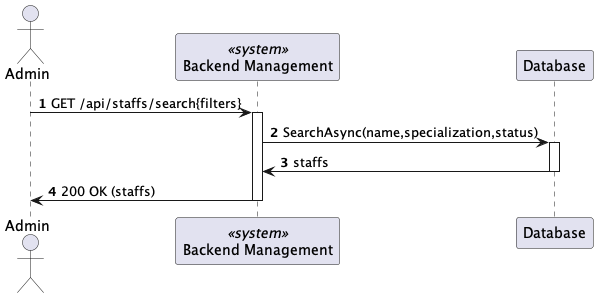 Admin
«system»
Backend Management
Database
1 GET /api/staffs/search{filters}
2 SearchAsync(name,specialization,status)
3 staffs
4 200 OK (staffs)
Admin
«system»
Backend Management
Database